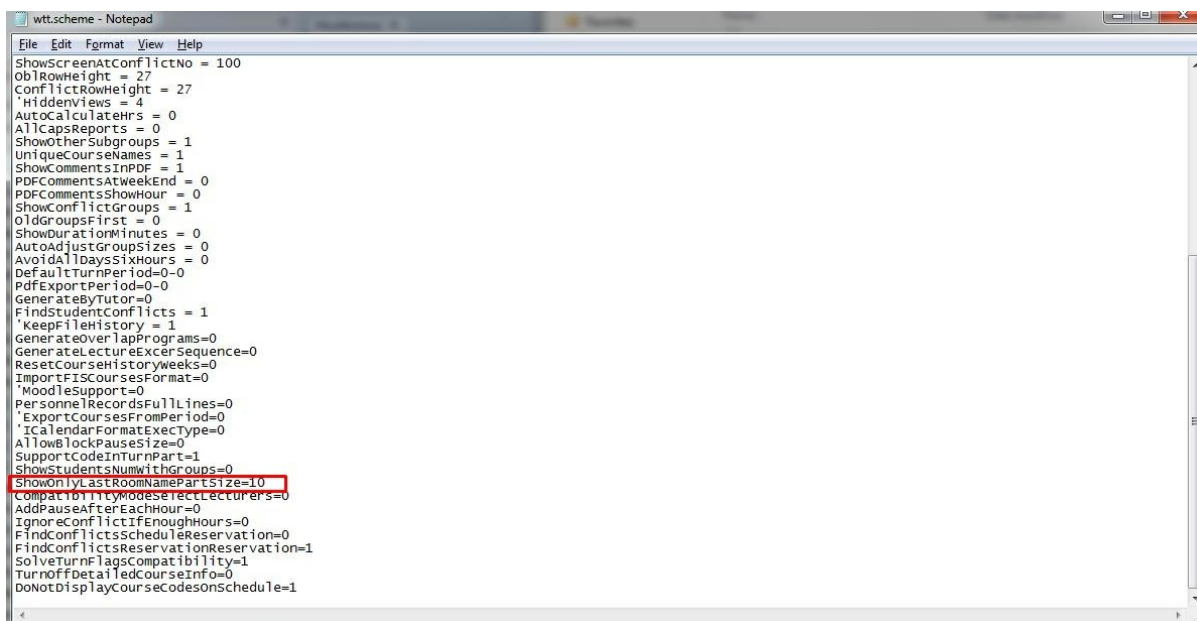 wtt.scheme - Notepad
File Edit Format View Help
ShowScreenAtConflictNo = 100
OblRowHeight = 27
ConflictRowHeight = 27
'HiddenViews = 4
AutoCalculateHrs = 0
AllCapsReports = 0
ShowOtherSubgroups = 1
UniqueCourseNames = 1
ShowCommentsInPDF = 1
PDFCommentsAtWeekEnd = 0
PDFCommentsShowHour = 0
ShowConflictGroups = 1
OldGroupsFirst = 0
ShowDurationMinutes = 0
AutoAdjustGroupSizes = 0
AvoidAllDaysSixHours = 0
DefaultTurnPeriod=0-0
PdfExportPeriod=0-0
GenerateByTutor=0
FindStudentConflicts = 1
'KeepFileHistory = 1
GenerateOverlapPrograms=0
GenerateLectureExcerSequence=0
ResetCourseHistoryWeeks=0
ImportFISCoursesFormat=0
'MoodleSupport=0
PersonnelRecordsFullLines=0
'ExportCoursesFromPeriod=0
'ICalendarFormatExecType=0
AllowBlockPauseSize=0
SupportCodeInTurnPart=1
ShowStudentsNumWithGroups=0
ShowOnlyLastRoomNamePartSize=10
CompatibilityModeSelectLecturers=0
AddPauseAfterEachHour=0
IgnoreConflictIfEnoughHours=0
FindConflictsScheduleReservation=0
FindConflictsReservationReservation=1
SolveTurnFlagsCompatibility=1
TurnOffDetailedCourseInfo=0
DoNotDisplayCourseCodesOnSchedule=1